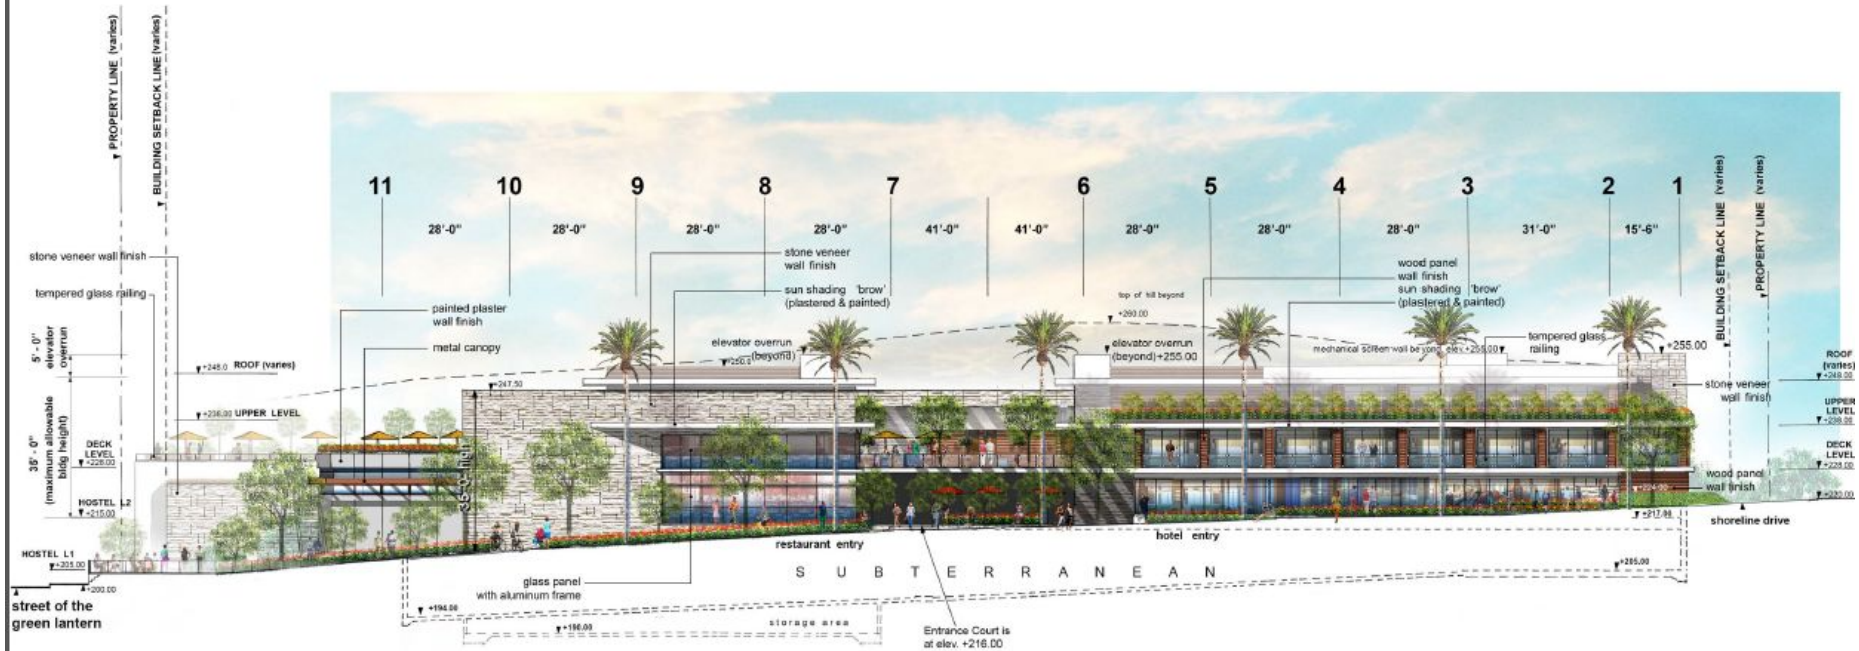 PROPERTY LINE (varies)
BUILDING SETBACK LINE (varies)
11
10
9
8
7
6
5
4
3
2
1
28'-0"
28'-0"
28'-0"
28'-0"
41'-0"
41'-0"
28'-0"
28'-0"
28'-0"
31'-0"
15'-6"
BUILDING SETBACK LINE (varies)
PROPERTY LINE (varies)
stone veneer wall finish
tempered glass railing
5' - 0"
elevator
overrun
+248.0 ROOF (varies)
+236.00 UPPER LEVEL
DECK
LEVEL
+228.00
(maximum allowable
bldg height)
HOSTEL L2
+215.00
HOSTEL L1
+205.00
+200.00
street of the
green lantern
painted plaster
wall finish
metal canopy
+247.50
35'-0" high
stone veneer
wall finish
sun shading 'brow'
(plastered & painted)
elevator overrun
(beyond)
top of hill beyond
+260.00
elevator overrun
(beyond)+255.00
wood panel
wall finish
sun shading 'brow'
(plastered & painted)
mechanical screen wall beyond, elev.+255.00
tempered glass
railing
+255.00
stone veneer
wall finish
ROOF
(varies)
+248.00
UPPER
LEVEL
+236.00
DECK
LEVEL
+228.00
wood panel
wall finish
+220.00
+217.00
shoreline drive
restaurant entry
hotel entry
SUBTERRANEAN
+205.00
glass panel
with aluminum frame
+194.00
+190.00
storage area
Entrance Court is
at elev. +216.00